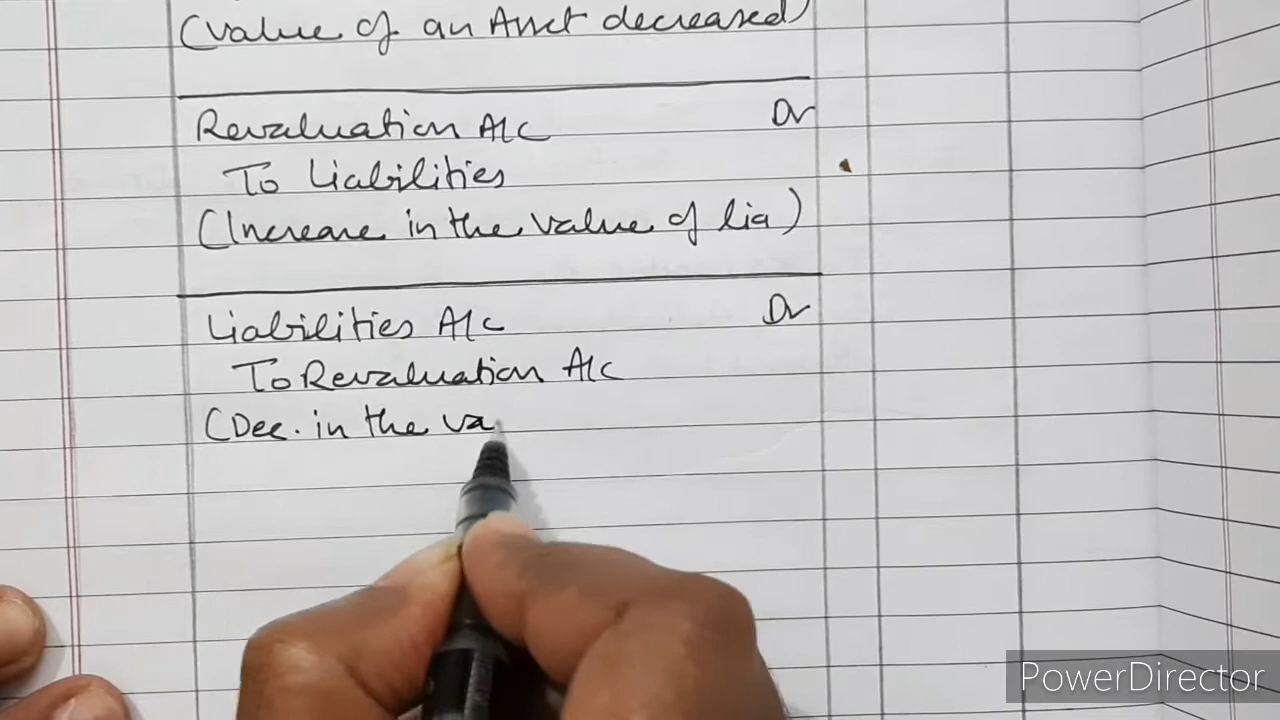 (Value of an Asset decreased)
Revaluation A/c Dr
To Liabilities
(Increase in the value of lia)
Liabilities A/c Dr
To Revaluation A/c
(Dec. in the va
PowerDirector